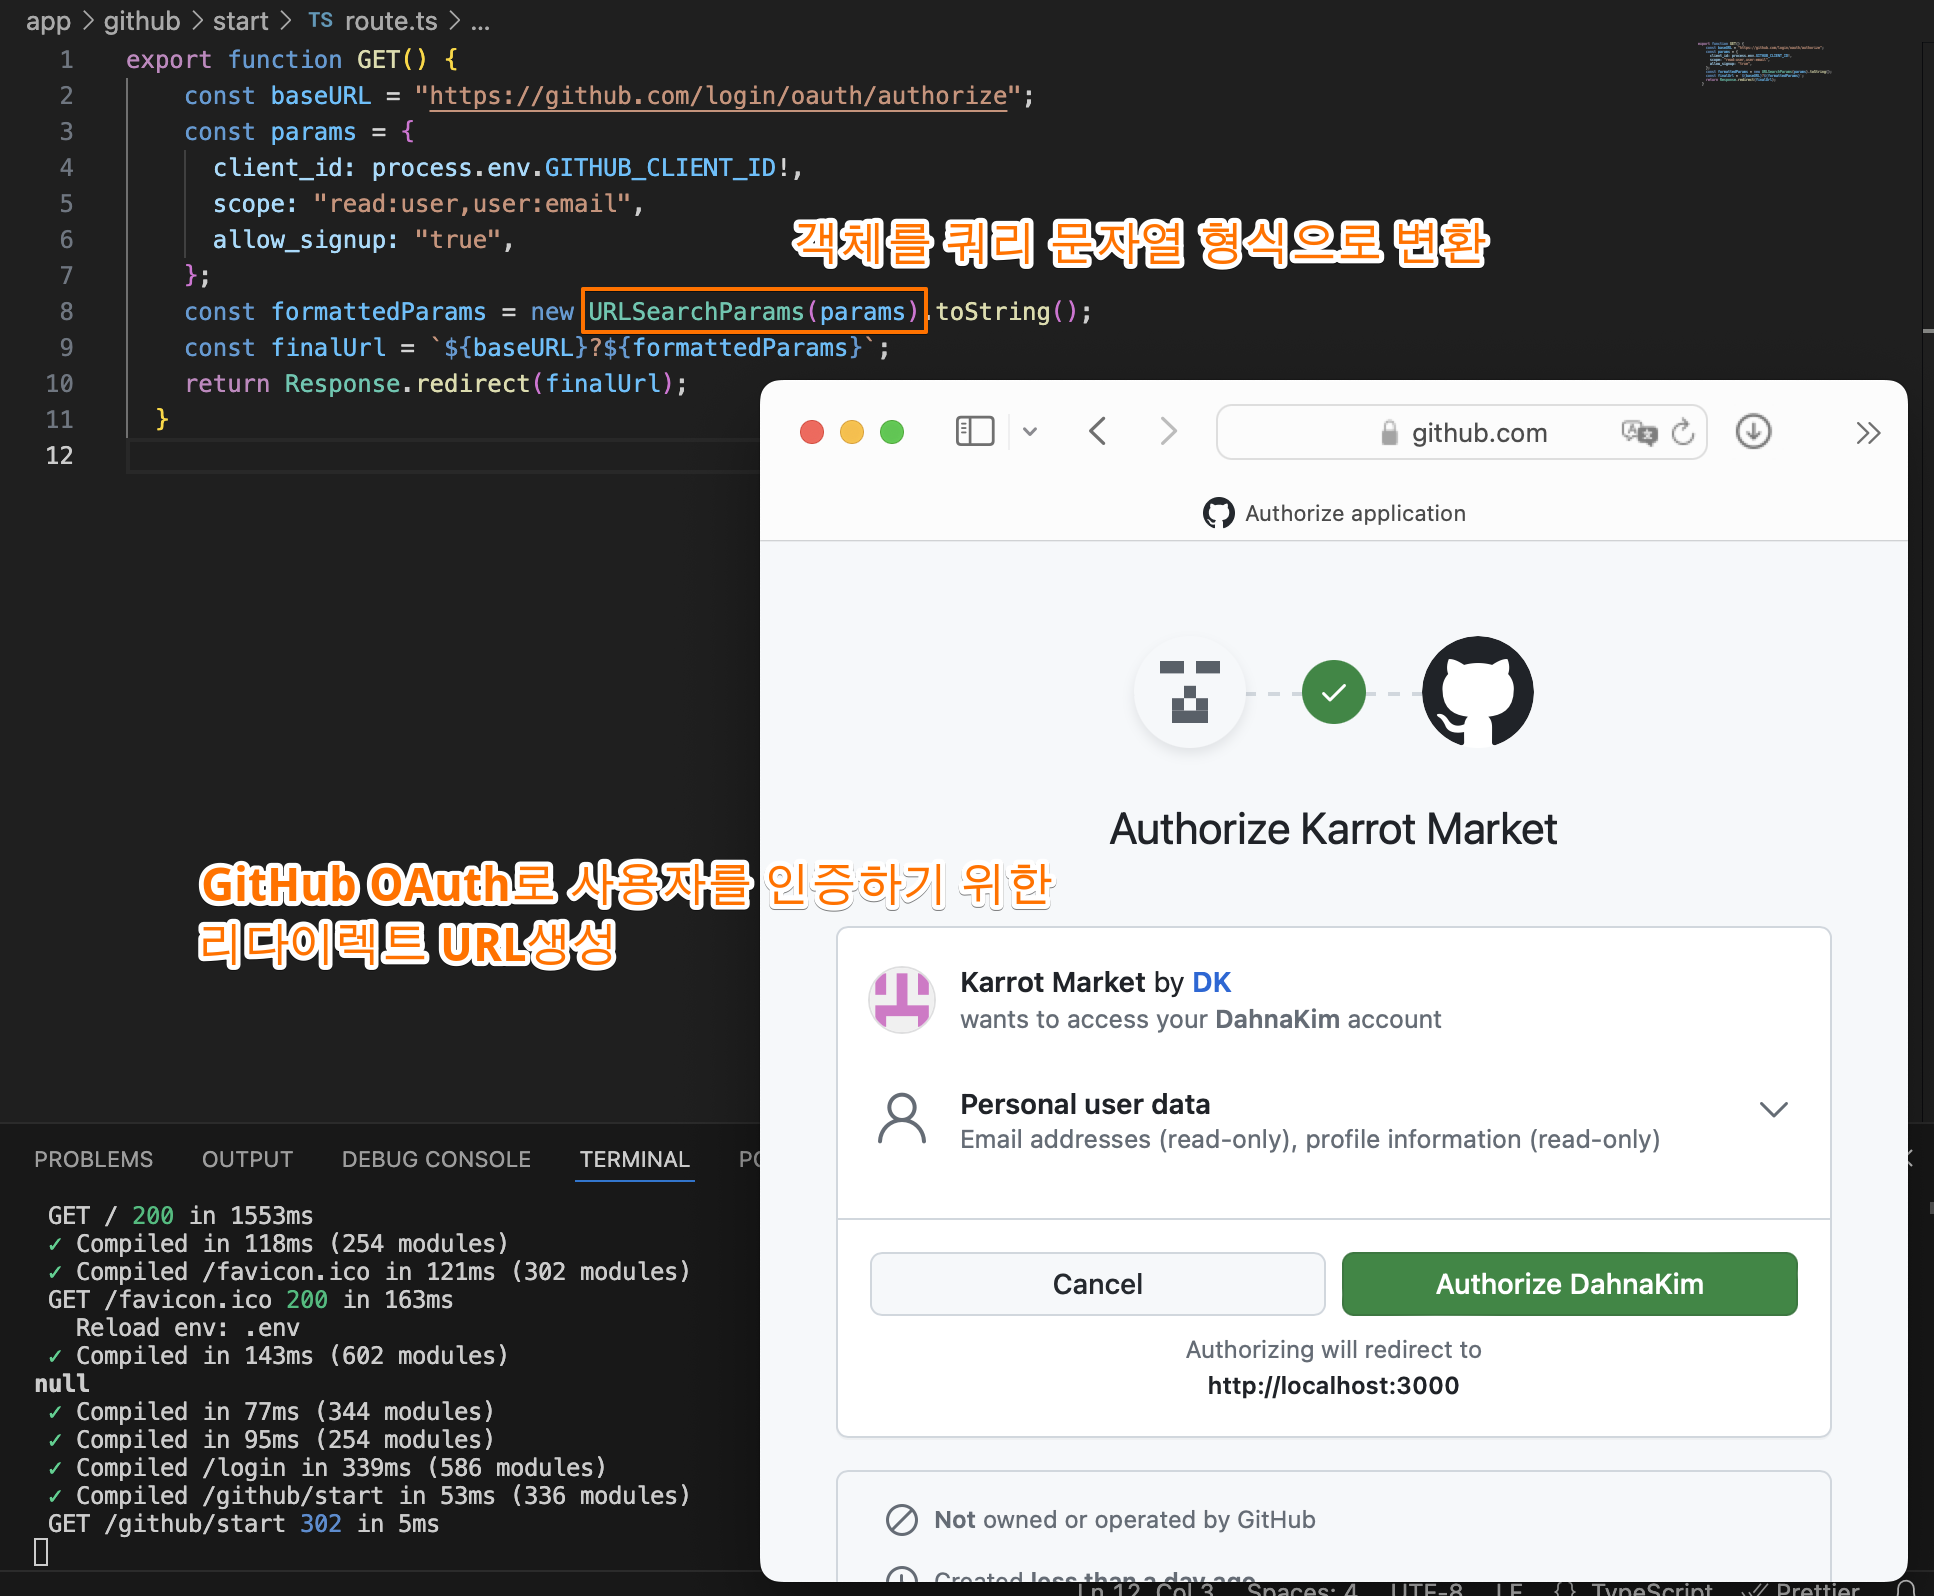 app > github > start > TS route.ts > ...
1 export function GET() {
2 const baseURL = "https://github.com/login/oauth/authorize";
3 const params = {
4 client_id: process.env.GITHUB_CLIENT_ID!,
5 scope: "read:user,user:email",
6 allow_signup: "true",
객체를 쿼리 문자열 형식으로 변환
7 };
8 const formattedParams = new URLSearchParams(params).toString();
9 const finalUrl = `${baseURL}?${formattedParams}`;
10 return Response.redirect(finalUrl);
11 }
12
github.com
Authorize application
Authorize Karrot Market
GitHub OAuth로 사용자를 인증하기 위한
리다이렉트 URL생성
Karrot Market by DK
wants to access your DahnaKim account
Personal user data
Email addresses (read-only), profile information (read-only)
Cancel
Authorize DahnaKim
Authorizing will redirect to
http://localhost:3000
Not owned or operated by GitHub
Created less than a day ago
PROBLEMS OUTPUT DEBUG CONSOLE TERMINAL
GET / 200 in 1553ms
✓ Compiled in 118ms (254 modules)
✓ Compiled /favicon.ico in 121ms (302 modules)
GET /favicon.ico 200 in 163ms
Reload env: .env
✓ Compiled in 143ms (602 modules)
null
✓ Compiled in 77ms (344 modules)
✓ Compiled in 95ms (254 modules)
✓ Compiled /login in 339ms (586 modules)
✓ Compiled /github/start in 53ms (336 modules)
GET /github/start 302 in 5ms
Ln 12, Col 3 Spaces: 4 UTF-8 LF {} TypeScript Prettier